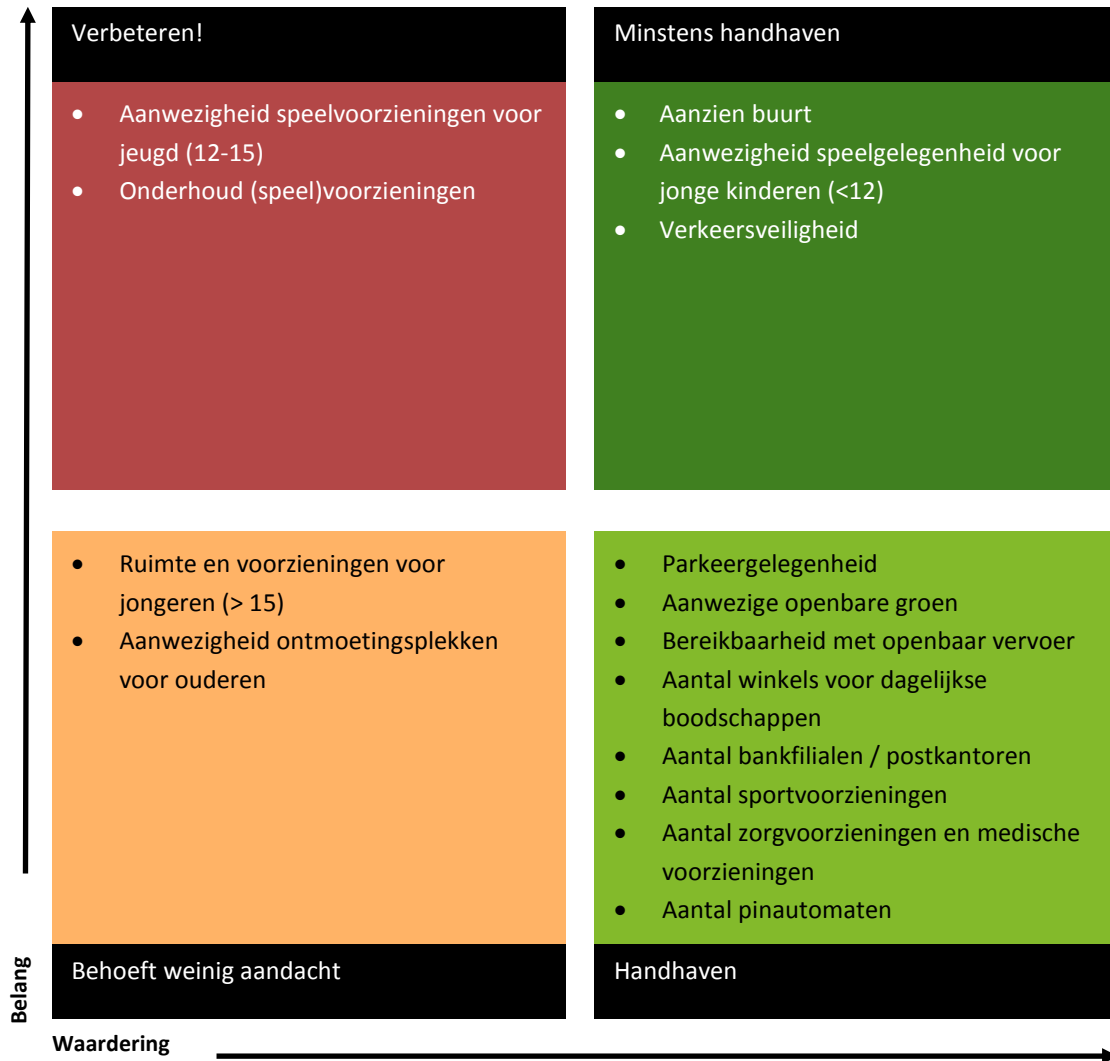 Verbeteren!
• Aanwezigheid speelvoorzieningen voor
jeugd (12-15)
• Onderhoud (speel)voorzieningen
Minstens handhaven
• Aanzien buurt
• Aanwezigheid speelgelegenheid voor
jonge kinderen (<12)
• Verkeersveiligheid
• Ruimte en voorzieningen voor
jongeren (> 15)
• Aanwezigheid ontmoetingsplekken
voor ouderen
Behoeft weinig aandacht
• Parkeergelegenheid
• Aanwezige openbare groen
• Bereikbaarheid met openbaar vervoer
• Aantal winkels voor dagelijkse
boodschappen
• Aantal bankfilialen / postkantoren
• Aantal sportvoorzieningen
• Aantal zorgvoorzieningen en medische
voorzieningen
• Aantal pinautomaten
Handhaven
Belang
Waardering